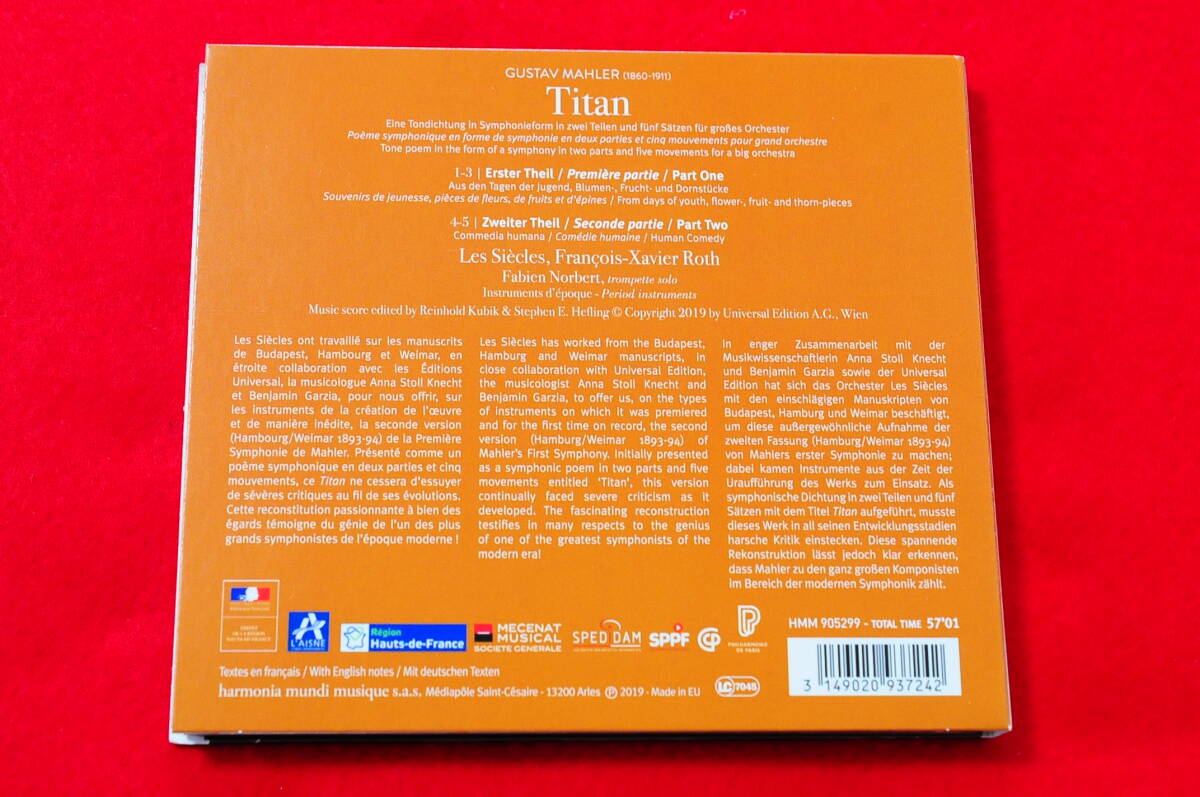 GUSTAV MAHLER (1860-1911)
Titan
Eine Tondichtung in Symphonieform in zwei Teilen und fünf Sätzen für großes Orchester
Poème symphonique en forme de symphonie en deux parties et cinq mouvements pour grand orchestre
Tone poem in the form of a symphony in two parts and five movements for a big orchestra
1-3 | Erster Theil / Première partie / Part One
Aus den Tagen der Jugend, Blumen-, Frucht- und Dornstücke
Souvenirs de jeunesse, pièces de fleurs, de fruits et d'épines / From days of youth, flower-, fruit- and thorn-pieces
4-5 | Zweiter Theil / Seconde partie / Part Two
Commedia humana / Comédie humaine / Human Comedy
Les Siècles, François-Xavier Roth
Fabien Norbert, trompette solo
Instruments d'époque - Period instruments
Music score edited by Reinhold Kubik & Stephen E. Hefling © Copyright 2019 by Universal Edition A.G., Wien
Les Siècles ont travaillé sur les manuscrits
de Budapest, Hambourg et Weimar, en
étroite collaboration avec les Éditions
Universal, la musicologue Anna Stoll Knecht
et Benjamin Garzia, pour nous offrir, sur
les instruments de la création de l'œuvre
et de manière inédite, la seconde version
(Hambourg/Weimar 1893-94) de la Première
Symphonie de Mahler. Présenté comme un
poème symphonique en deux parties et cinq
mouvements, ce Titan ne cessera d'essuyer
de sévères critiques au fil de ses évolutions.
Cette reconstitution passionnante à bien des
égards témoigne du génie de l'un des plus
grands symphonistes de l'époque moderne !
Les Siècles has worked from the Budapest,
Hamburg and Weimar manuscripts, in
close collaboration with Universal Edition,
the musicologist Anna Stoll Knecht and
Benjamin Garzia, to offer us, on the types
of instruments on which it was premiered
and for the first time on record, the second
version (Hamburg/Weimar 1893-94) of
Mahler's First Symphony. Initially presented
as a symphonic poem in two parts and five
movements entitled 'Titan', this version
continually faced severe criticism as it
developed. The fascinating reconstruction
testifies in many respects to the genius
of one of the greatest symphonists of the
modern era!
In enger Zusammenarbeit mit der
Musikwissenschaftlerin Anna Stoll Knecht
und Benjamin Garzia sowie der Universal
Edition hat sich das Orchester Les Siècles
mit den einschlägigen Manuskripten von
Budapest, Hamburg und Weimar beschäftigt,
um diese außergewöhnliche Aufnahme der
zweiten Fassung (Hamburg/Weimar 1893-94)
von Mahlers erster Symphonie zu machen;
dabei kamen Instrumente aus der Zeit der
Uraufführung des Werks zum Einsatz. Als
symphonische Dichtung in zwei Teilen und fünf
Sätzen mit dem Titel Titan aufgeführt, musste
dieses Werk in all seinen Entwicklungsstadien
harsche Kritik einstecken. Diese spannende
Rekonstruktion lässt jedoch klar erkennen,
dass Mahler zu den ganz großen Komponisten
im Bereich der modernen Symphonik zählt.
L'AISNE
Région
Hauts-de-France
MECENAT
MUSICAL
SOCIETE GENERALE
SPEDIDAM
SPPF
PHILHARMONIE
DE PARIS
HMM 905299 - TOTAL TIME 57'01
3 149020 937242
Textes en français / With English notes / Mit deutschen Texten
harmonia mundi musique s.a.s. Médiapôle Saint-Césaire · 13200 Arles ℗ 2019 · Made in EU
LC 7045